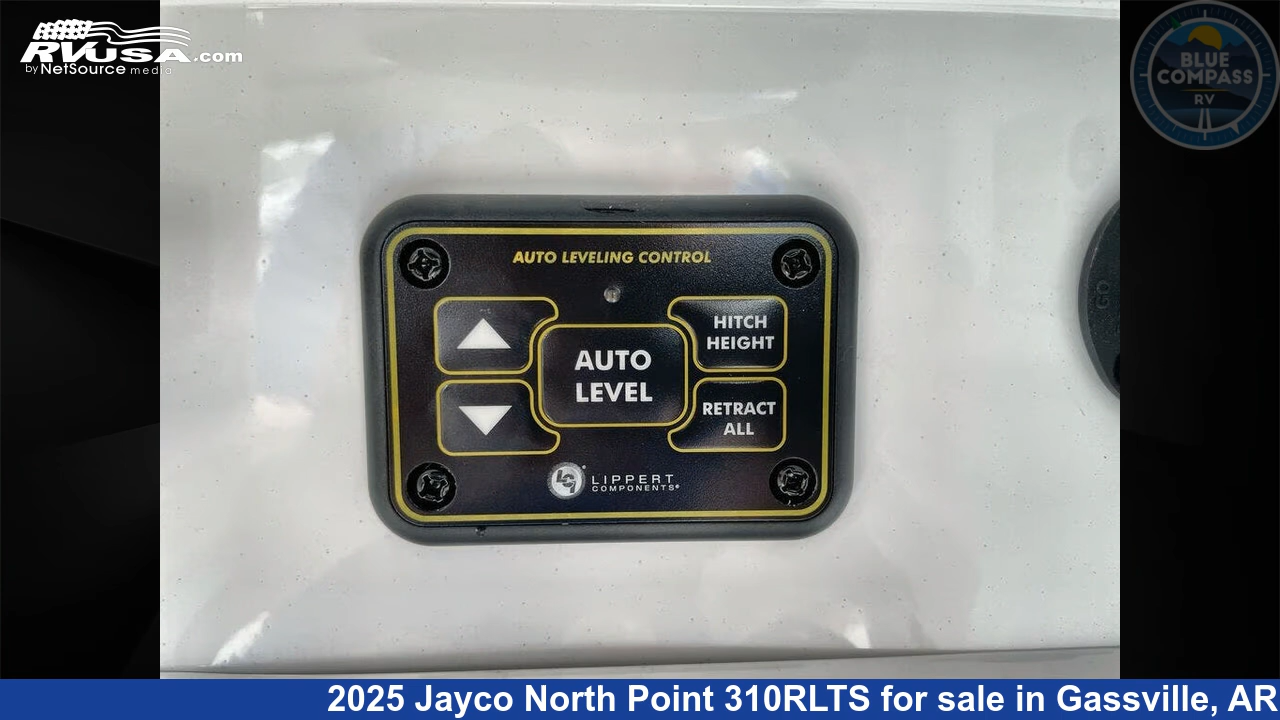 RVUSA.com
by NetSource media
BLUE
COMPASS
RV
AUTO LEVELING CONTROL
HITCH
HEIGHT
AUTO
LEVEL
RETRACT
ALL
LIPPERT
COMPONENTS®
GO
2025 Jayco North Point 310RLTS for sale in Gassville, AR